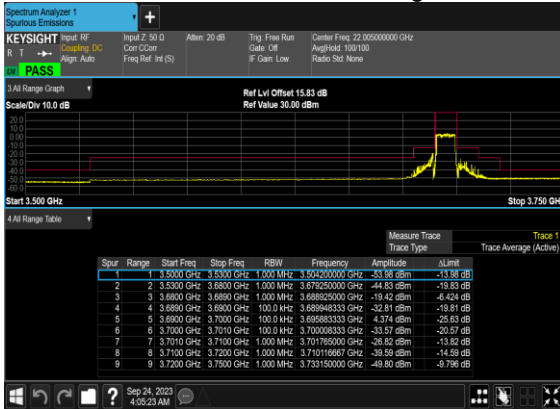 Spectrum Analyzer 1
Spurious Emissions
+
KEYSIGHT Input: RF Input Z: 50 Ω Atten: 20 dB Trig: Free Run Center Freq: 22.005000000 GHz
R T Coupling: DC Corr CCorr Gate: Off Avg|Hold: 100/100
Align: Auto Freq Ref: Int (S) IF Gain: Low Radio Std: None
PASS
3 All Range Graph Ref Lvl Offset 15.83 dB
Scale/Div 10.0 dB Ref Value 30.00 dBm
20.0
10.0
0.00
-10.0
-20.0
-30.0
-40.0
-50.0
-60.0
Start 3.500 GHz Stop 3.750 GH
4 All Range Table
Measure Trace Trace 1
Trace Type Trace Average (Active)
Spur Range Start Freq Stop Freq RBW Frequency Amplitude ΔLimit
1 1 3.5000 GHz 3.5300 GHz 1.000 MHz 3.504200000 GHz -53.98 dBm -13.98 dB
2 2 3.5300 GHz 3.6800 GHz 1.000 MHz 3.679250000 GHz -44.83 dBm -19.83 dB
3 3 3.6800 GHz 3.6890 GHz 1.000 MHz 3.688925000 GHz -19.42 dBm -6.424 dB
4 4 3.6890 GHz 3.6900 GHz 100.0 kHz 3.689948333 GHz -32.81 dBm -19.81 dB
5 5 3.6900 GHz 3.7000 GHz 100.0 kHz 3.695883333 GHz 4.374 dBm -25.63 dB
6 6 3.7000 GHz 3.7010 GHz 100.0 kHz 3.700008333 GHz -33.57 dBm -20.57 dB
7 7 3.7010 GHz 3.7100 GHz 1.000 MHz 3.701765000 GHz -26.82 dBm -13.82 dB
8 8 3.7100 GHz 3.7200 GHz 1.000 MHz 3.710116667 GHz -39.59 dBm -14.59 dB
9 9 3.7200 GHz 3.7500 GHz 1.000 MHz 3.733150000 GHz -49.80 dBm -9.796 dB
? Sep 24, 2023
4:05:23 AM